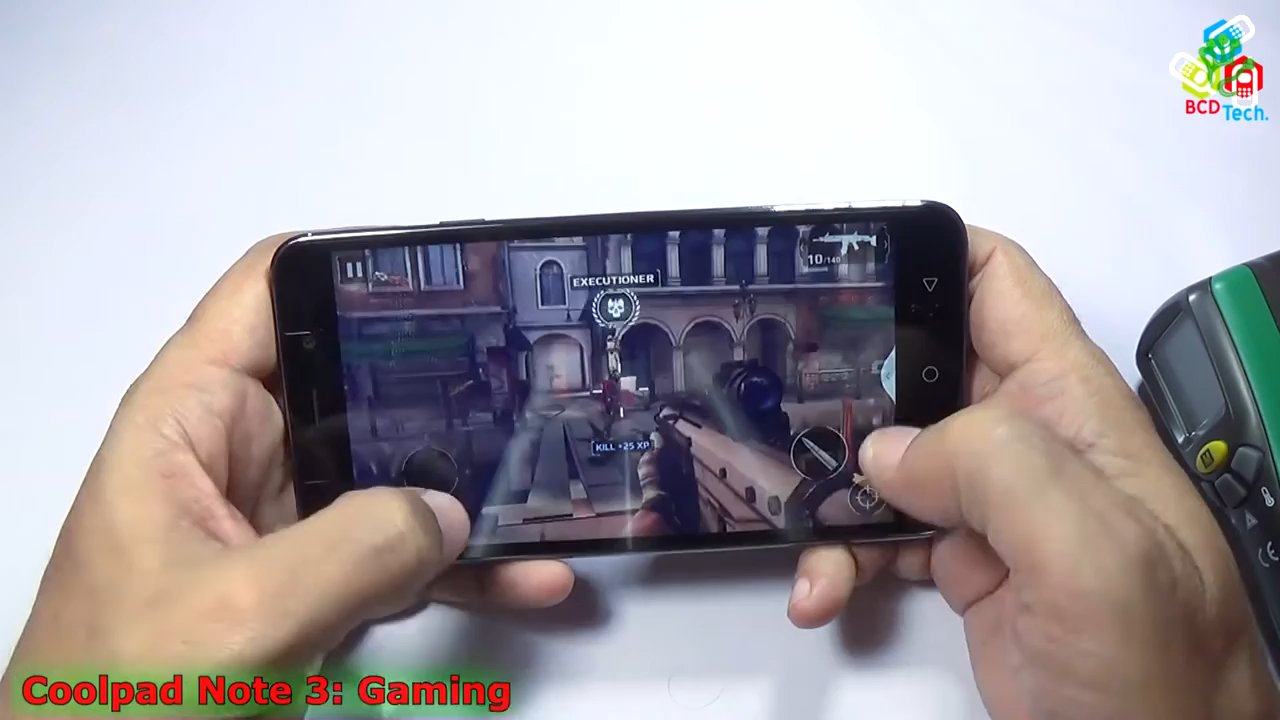 BCD Tech.
10/140
EXECUTIONER
KILL +25 XP
Coolpad Note 3: Gaming